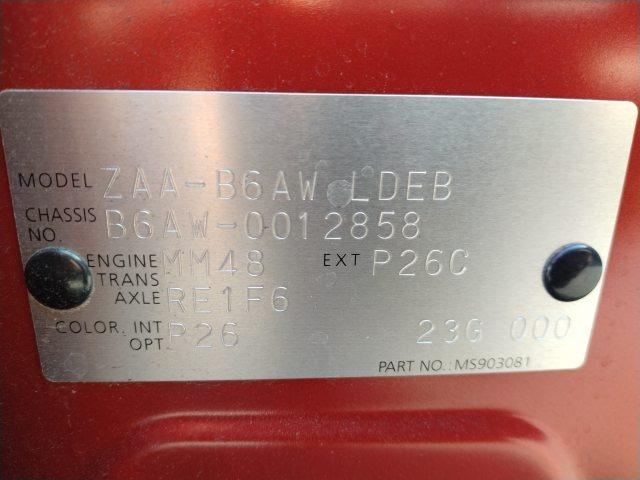 MODEL ZAA-B6AW LDEB
CHASSIS NO. B6AW-0012858
ENGINE MM48 EXT P26C
TRANS AXLE RE1F6
COLOR. INT OPT. P26 23G 000
PART NO.: MS903081